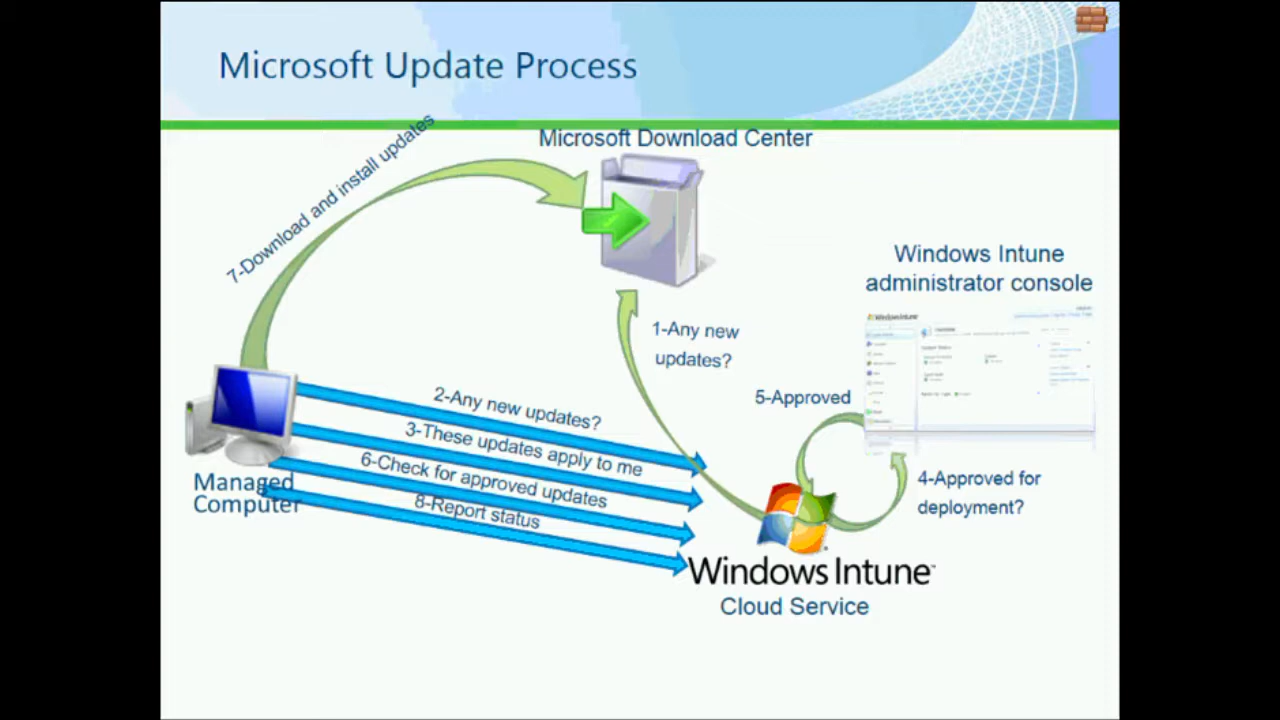 Microsoft Update Process
Microsoft Download Center
7-Download and install updates
Windows Intune
administrator console
WindowsIntune
1-Any new
updates?
5-Approved
2-Any new updates?
3-These updates apply to me
6-Check for approved updates
8-Report status
Managed
Computer
4-Approved for
deployment?
Windows Intune™
Cloud Service